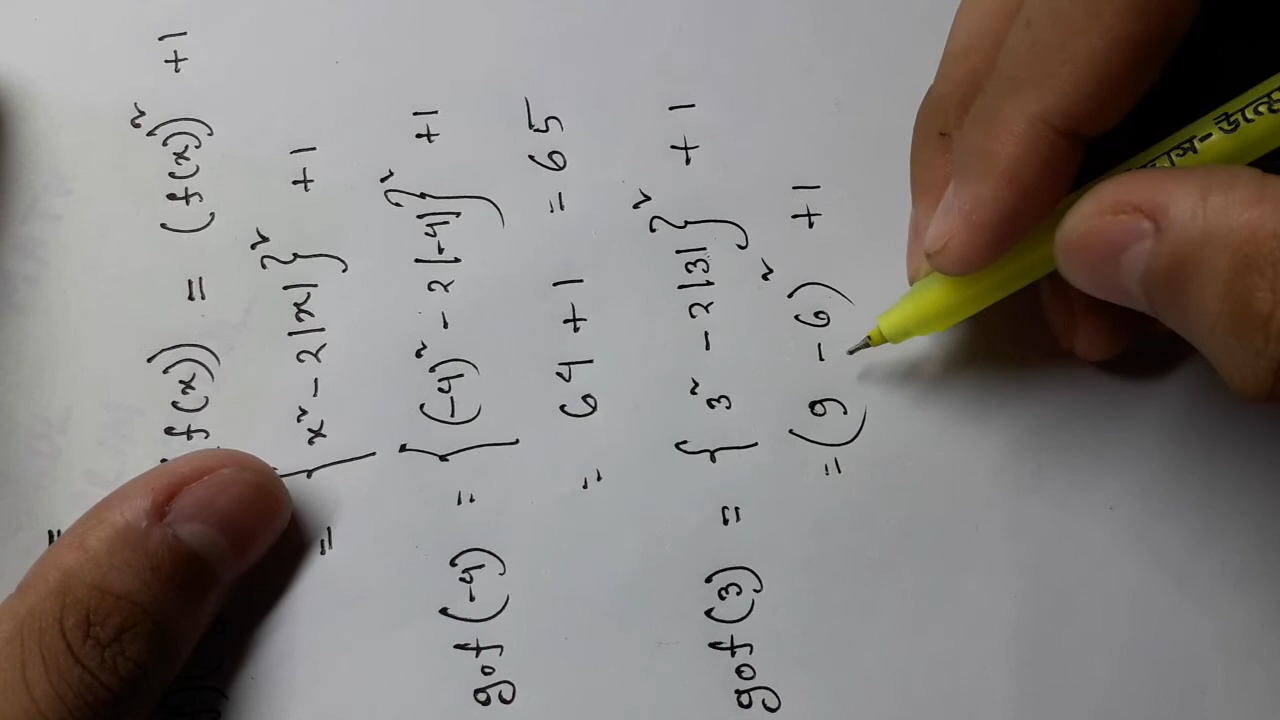 f(x)) = (f(x))² + 1
= { x² - 2|x| }² + 1
gof(-4) = { (-4)² - 2|-4| }² + 1
= 64 + 1 = 65
gof(3) = { 3² - 2|3| }² + 1
= (9 - 6)² + 1